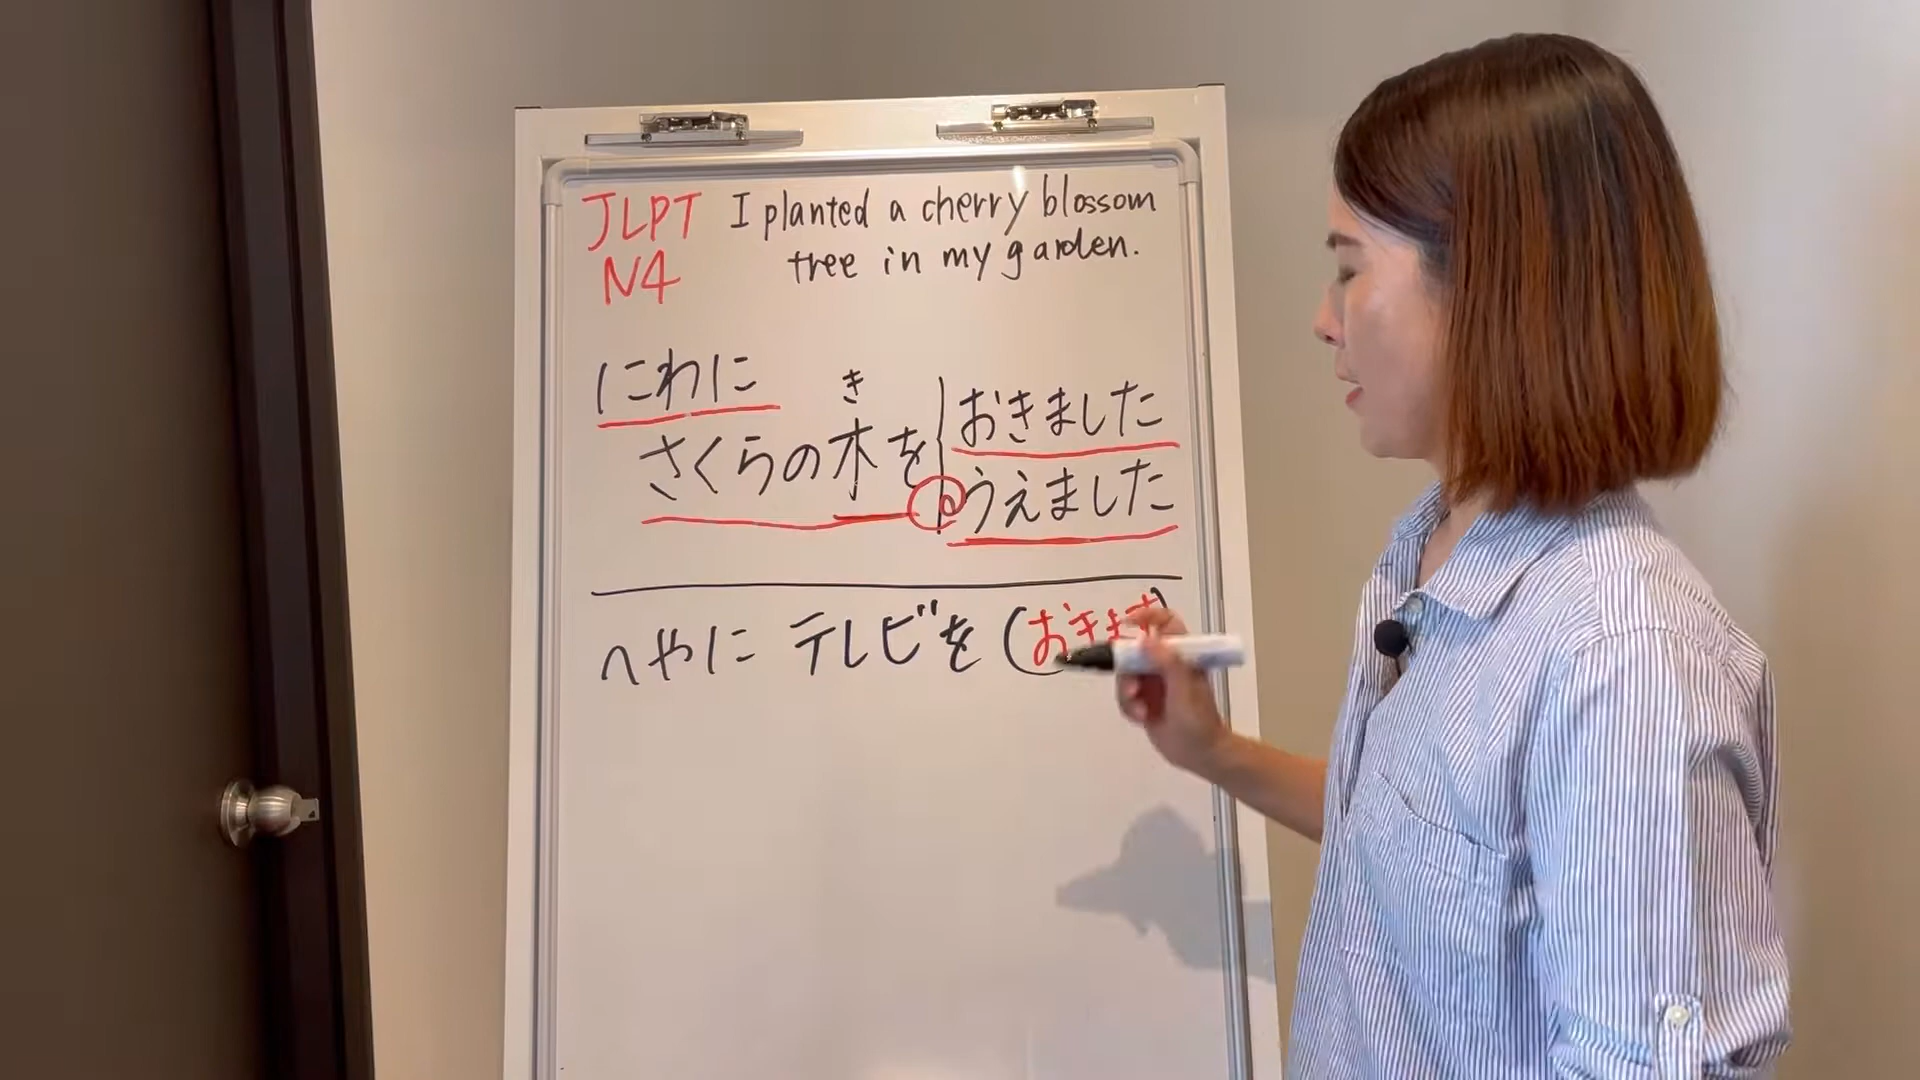 JLPT N4
I planted a cherry blossom
tree in my garden.
にわに
き
さくらの木を
おきました
うえました
へやに テレビを (おきます)